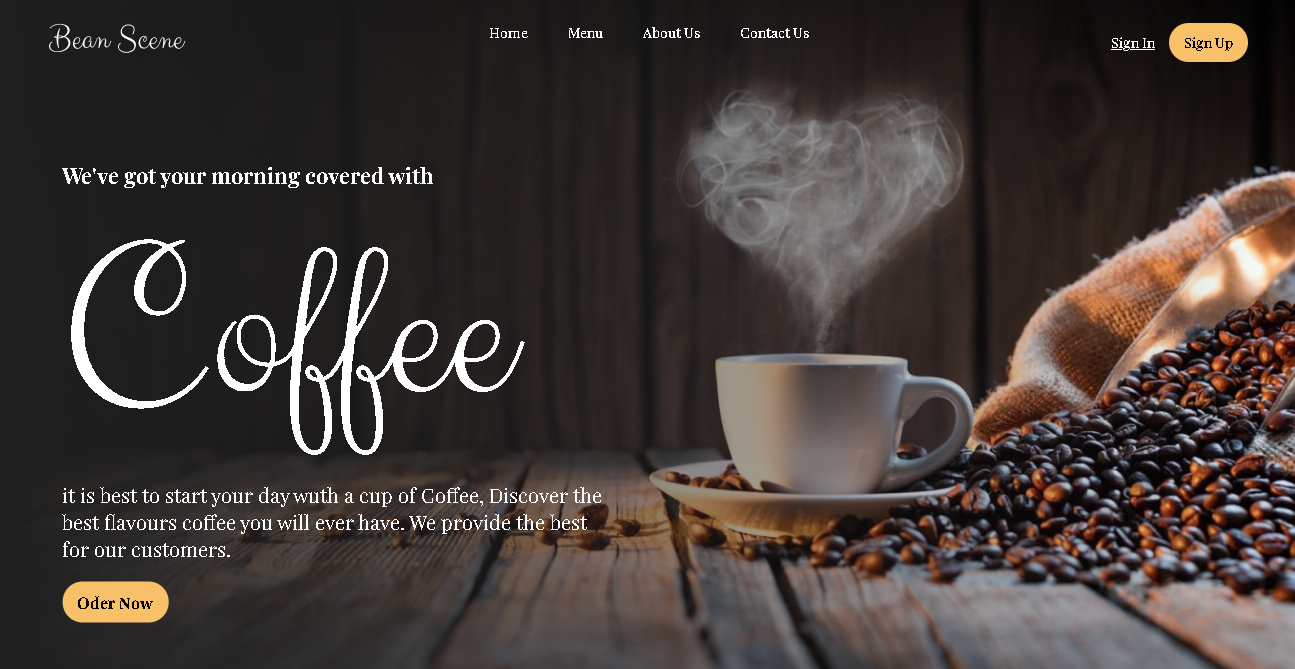 Bean Scene
Home Menu About Us Contact Us
Sign In Sign Up
We've got your morning covered with
Coffee
it is best to start your day wuth a cup of Coffee, Discover the
best flavours coffee you will ever have. We provide the best
for our customers.
Oder Now